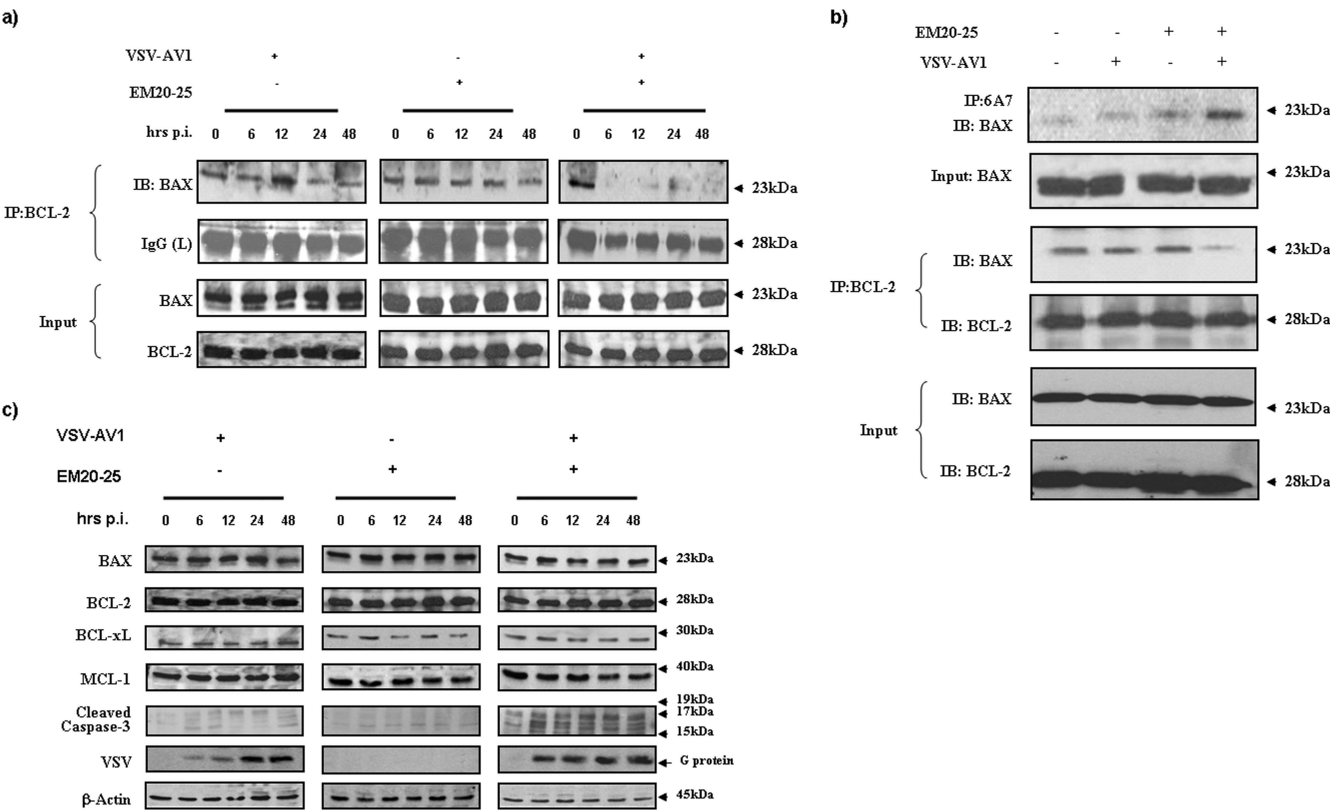 a)
VSV-AV1 + - +
EM20-25 - + +
hrs p.i. 0 6 12 24 48 0 6 12 24 48 0 6 12 24 48
IP:BCL-2
IB: BAX 23kDa
IgG (L) 28kDa
Input
BAX 23kDa
BCL-2 28kDa
b)
EM20-25 - - + +
VSV-AV1 - + - +
IP:6A7
IB: BAX
23kDa
Input: BAX 23kDa
IP:BCL-2
IB: BAX 23kDa
IB: BCL-2 28kDa
Input
IB: BAX 23kDa
IB: BCL-2 28kDa
c)
VSV-AV1 + - +
EM20-25 - + +
hrs p.i. 0 6 12 24 48 0 6 12 24 48 0 6 12 24 48
BAX 23kDa
BCL-2 28kDa
BCL-xL 30kDa
MCL-1 40kDa
19kDa
Cleaved 17kDa
Caspase-3 15kDa
VSV G protein
β-Actin 45kDa